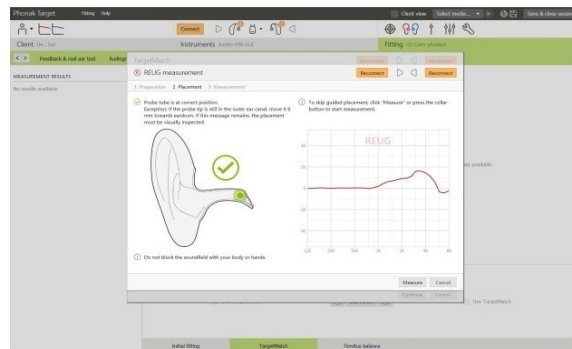 Phonak Target
Fitting Help
Client view
Save & close session
Connect
Client
Instruments
Fitting
Feedback & real ear test
TargetMatch
Reconnect
Reconnect
REUG measurement
Reconnect
Reconnect
MEASUREMENT RESULTS
1 Preparation 2 Placement 3 Measurement
No results available
Probe tube is at correct position.
Exception: If the probe tip is still in the outer ear canal, move it 6
mm towards eardrum. If this message remains, the placement
must be visually inspected.
To skip guided placement, click "Measure" or press the collar
button to start measurement.
REUG
Do not block the soundfield with your body or hands.
Measure Cancel
Continue Cancel
Use TargetMatch
Initial fitting
TargetMatch
Tinnitus balance